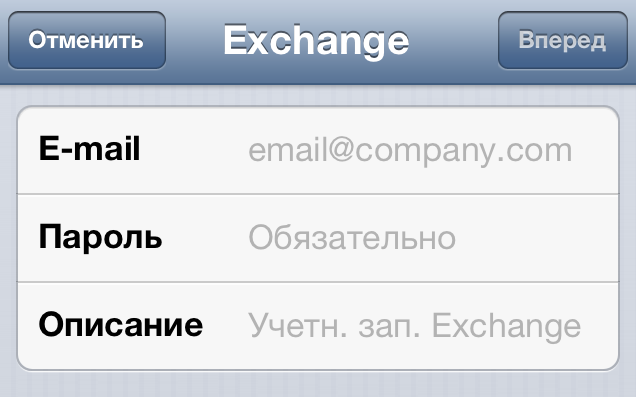 Отменить Exchange Вперед
E-mail email@company.com
Пароль Обязательно
Описание Учетн. зап. Exchange